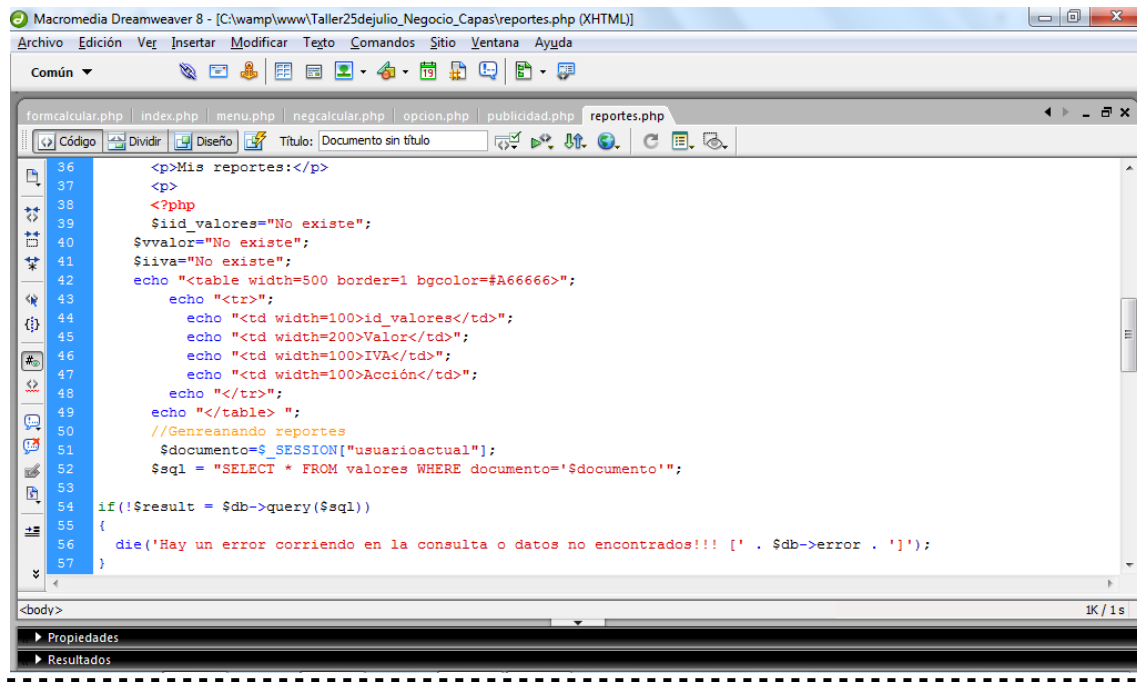 Macromedia Dreamweaver 8 - [C:\wamp\www\Taller25dejulio_Negocio_Capas\reportes.php (XHTML)]
Archivo Edición Ver Insertar Modificar Texto Comandos Sitio Ventana Ayuda
Común
19
formcalcular.php index.php menu.php negcalcular.php opcion.php publicidad.php reportes.php
Código Dividir Diseño Título: Documento sin título
36 <p>Mis reportes:</p>
37 <p>
38 <?php
39 $iid_valores="No existe";
40 $vvalor="No existe";
41 $iiva="No existe";
42 echo "<table width=500 border=1 bgcolor=#A66666>";
43 echo "<tr>";
44 echo "<td width=100>id_valores</td>";
45 echo "<td width=200>Valor</td>";
46 echo "<td width=100>IVA</td>";
47 echo "<td width=100>Acción</td>";
48 echo "</tr>";
49 echo "</table> ";
50 //Genreanando reportes
51 $documento=$_SESSION["usuarioactual"];
52 $sql = "SELECT * FROM valores WHERE documento='$documento'";
53
54 if(!$result = $db->query($sql))
55 {
56 die('Hay un error corriendo en la consulta o datos no encontrados!!! [' . $db->error . ']');
57 }
<body> 1K / 1 s
Propiedades
Resultados